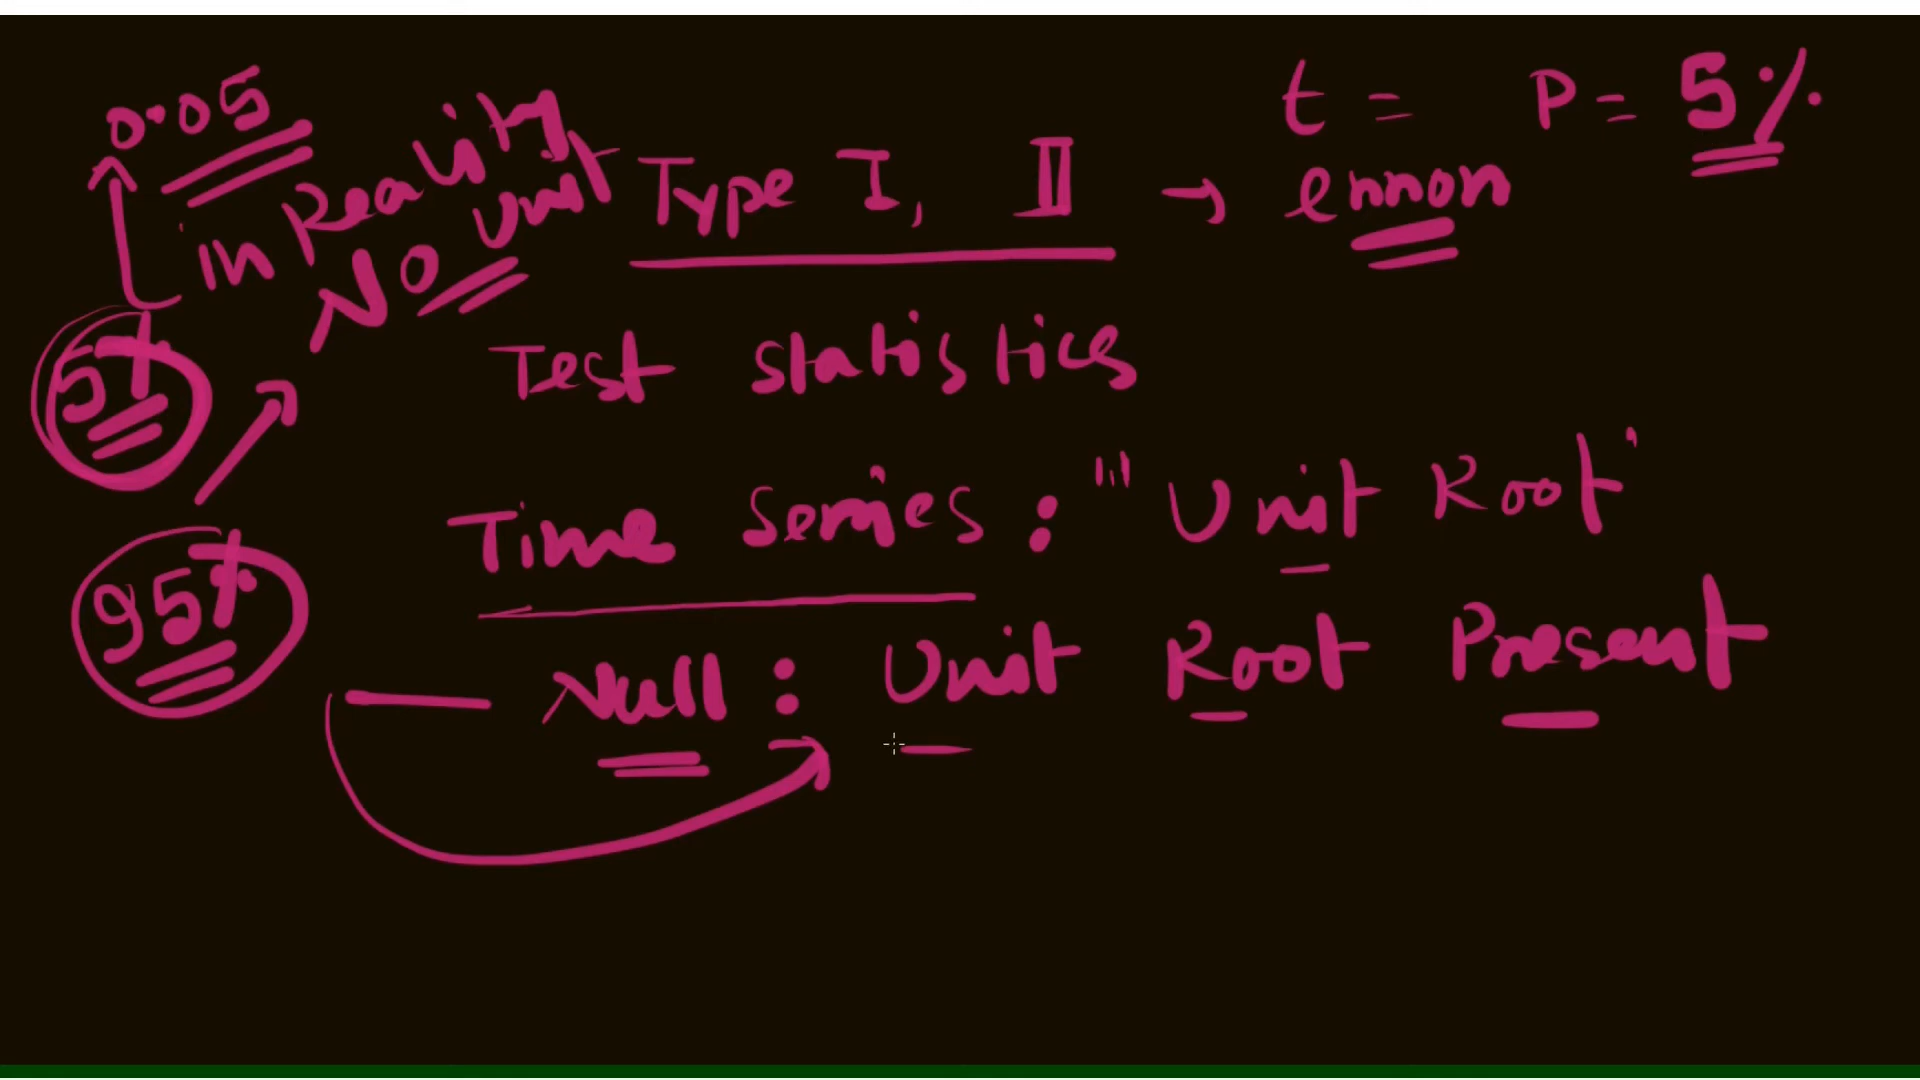 t = P = 5%
0.05
in Reality
No Unit
Type I, II → error
5%
Test Statistics
Time Series : "' Unit Root '
95%
Null : Unit Root Present